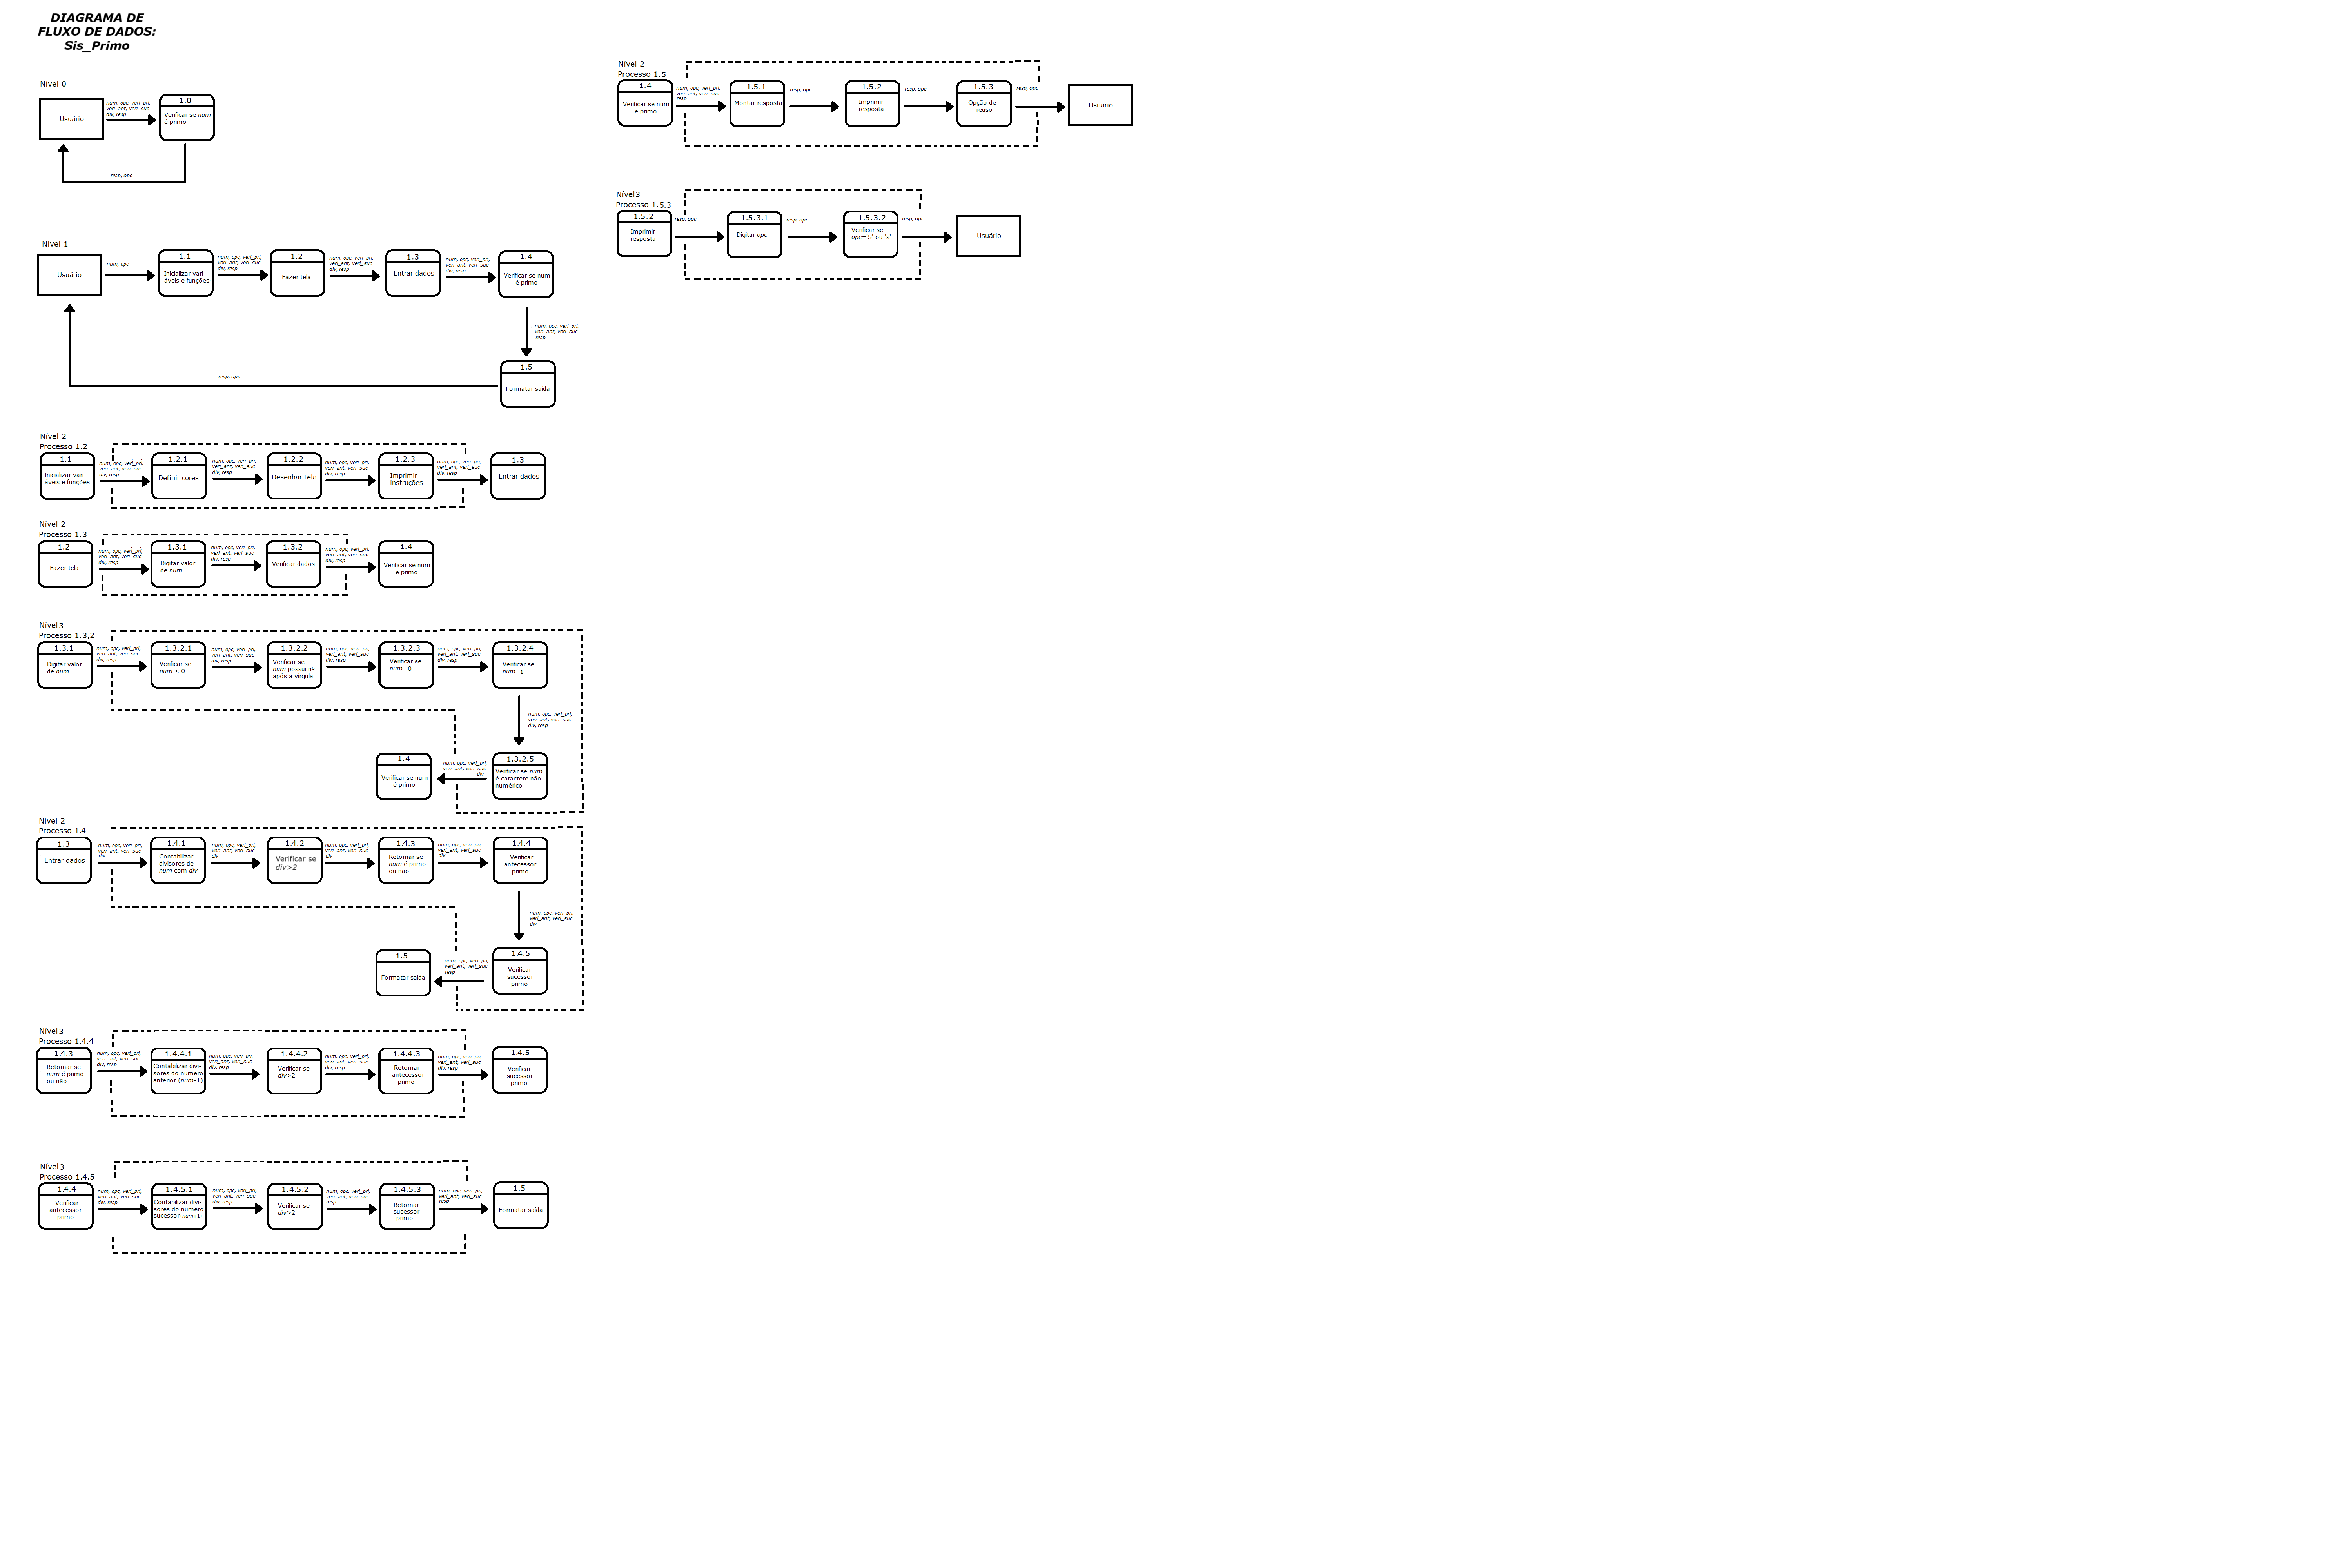 DIAGRAMA DE
FLUXO DE DADOS:
Sis_Primo
Nível 0
Usuário
num, opc, veri_pri,
veri_ant, veri_suc
div, resp
1.0
Verificar se num
é primo
resp, opc
Nível 1
Usuário
num, opc
1.1
Inicializar vari-
áveis e funções
num, opc, veri_pri,
veri_ant, veri_suc
div, resp
1.2
Fazer tela
num, opc, veri_pri,
veri_ant, veri_suc
div, resp
1.3
Entrar dados
num, opc, veri_pri,
veri_ant, veri_suc
div, resp
1.4
Verificar se num
é primo
num, opc, veri_pri,
veri_ant, veri_suc
resp
1.5
Formatar saída
resp, opc
Nível 2
Processo 1.2
1.1
Inicializar vari-
áveis e funções
num, opc, veri_pri,
veri_ant, veri_suc
div, resp
1.2.1
Definir cores
num, opc, veri_pri,
veri_ant, veri_suc
div, resp
1.2.2
Desenhar tela
num, opc, veri_pri,
veri_ant, veri_suc
div, resp
1.2.3
Imprimir
instruções
num, opc, veri_pri,
veri_ant, veri_suc
div, resp
1.3
Entrar dados
Nível 2
Processo 1.3
1.2
Fazer tela
num, opc, veri_pri,
veri_ant, veri_suc
div, resp
1.3.1
Digitar valor
de num
num, opc, veri_pri,
veri_ant, veri_suc
div, resp
1.3.2
Verificar dados
num, opc, veri_pri,
veri_ant, veri_suc
div, resp
1.4
Verificar se num
é primo
Nível3
Processo 1.3.2
1.3.1
Digitar valor
de num
num, opc, veri_pri,
veri_ant, veri_suc
div, resp
1.3.2.1
Verificar se
num < 0
num, opc, veri_pri,
veri_ant, veri_suc
div, resp
1.3.2.2
Verificar se
num possui nº
após a vírgula
num, opc, veri_pri,
veri_ant, veri_suc
div, resp
1.3.2.3
Verificar se
num=0
num, opc, veri_pri,
veri_ant, veri_suc
div, resp
1.3.2.4
Verificar se
num=1
num, opc, veri_pri,
veri_ant, veri_suc
div, resp
1.3.2.5
Verificar se num
é caractere não
numérico
num, opc, veri_pri,
veri_ant, veri_suc
div
1.4
Verificar se num
é primo
Nível 2
Processo 1.4
1.3
Entrar dados
num, opc, veri_pri,
veri_ant, veri_suc
div
1.4.1
Contabilizar
divisores de
num com div
num, opc, veri_pri,
veri_ant, veri_suc
div
1.4.2
Verificar se
div>2
num, opc, veri_pri,
veri_ant, veri_suc
div
1.4.3
Retornar se
num é primo
ou não
num, opc, veri_pri,
veri_ant, veri_suc
div
1.4.4
Verificar
antecessor
primo
num, opc, veri_pri,
veri_ant, veri_suc
div
1.4.5
Verificar
sucessor
primo
num, opc, veri_pri,
veri_ant, veri_suc
resp
1.5
Formatar saída
Nível3
Processo 1.4.4
1.4.3
Retornar se
num é primo
ou não
num, opc, veri_pri,
veri_ant, veri_suc
div, resp
1.4.4.1
Contabilizar divi-
sores do número
anterior (num-1)
num, opc, veri_pri,
veri_ant, veri_suc
div, resp
1.4.4.2
Verificar se
div>2
num, opc, veri_pri,
veri_ant, veri_suc
div, resp
1.4.4.3
Retornar
antecessor
primo
num, opc, veri_pri,
veri_ant, veri_suc
div, resp
1.4.5
Verificar
sucessor
primo
Nível3
Processo 1.4.5
1.4.4
Verificar
antecessor
primo
num, opc, veri_pri,
veri_ant, veri_suc
div, resp
1.4.5.1
Contabilizar divi-
sores do número
sucessor(num+1)
num, opc, veri_pri,
veri_ant, veri_suc
div, resp
1.4.5.2
Verificar se
div>2
num, opc, veri_pri,
veri_ant, veri_suc
resp
1.4.5.3
Retornar
sucessor
primo
num, opc, veri_pri,
veri_ant, veri_suc
resp
1.5
Formatar saída
Nível 2
Processo 1.5
1.4
Verificar se num
é primo
num, opc, veri_pri,
veri_ant, veri_suc
resp
1.5.1
Montar resposta
resp, opc
1.5.2
Imprimir
resposta
resp, opc
1.5.3
Opção de
reuso
resp, opc
Usuário
Nível3
Processo 1.5.3
1.5.2
Imprimir
resposta
resp, opc
1.5.3.1
Digitar opc
resp, opc
1.5.3.2
Verificar se
opc='S' ou 's'
resp, opc
Usuário